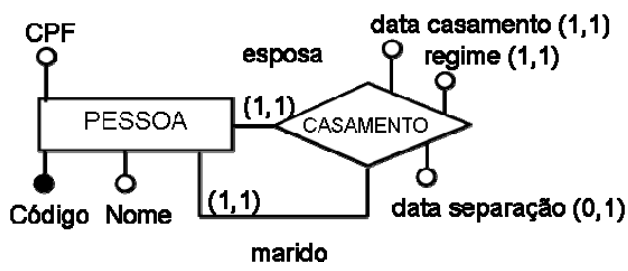 CPF
esposa
data casamento (1,1)
regime (1,1)
PESSOA
(1,1)
CASAMENTO
Código
Nome
(1,1)
data separação (0,1)
marido